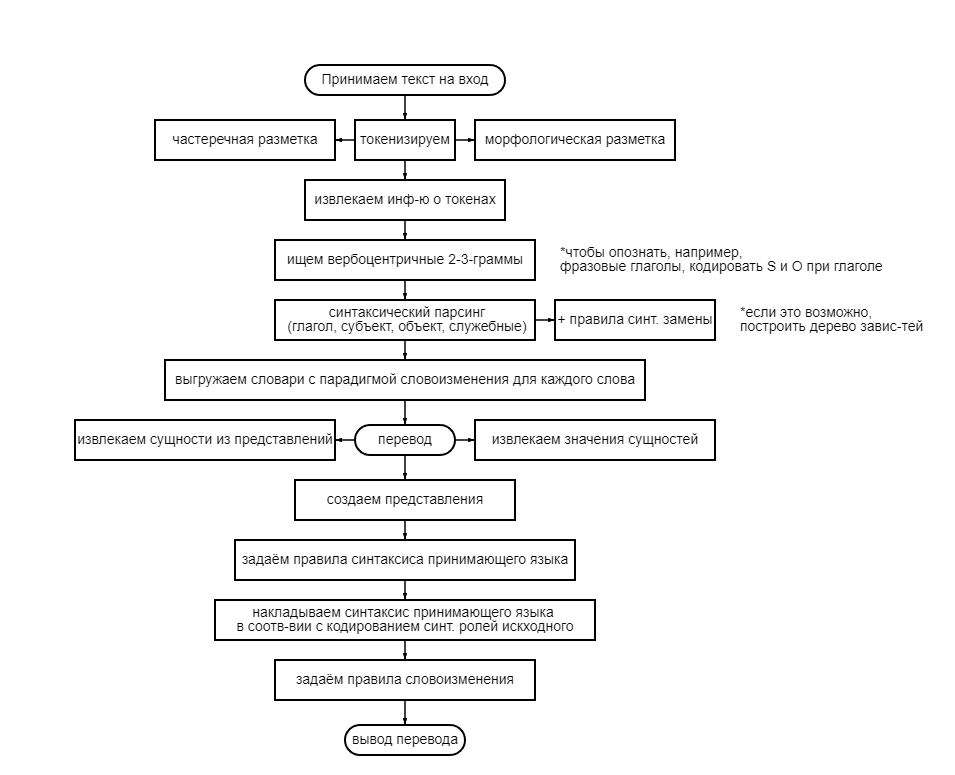 Принимаем текст на вход
частеречная разметка
токенизируем
морфологическая разметка
извлекаем инф-ю о токенах
ищем вербоцентричные 2-3-граммы
*чтобы опознать, например,
фразовые глаголы, кодировать S и O при глаголе
синтаксический парсинг
(глагол, субъект, объект, служебные)
+ правила синт. замены
*если это возможно,
построить дерево завис-тей
выгружаем словари с парадигмой словоизменения для каждого слова
извлекаем сущности из представлений
перевод
извлекаем значения сущностей
создаем представления
задаём правила синтаксиса принимающего языка
накладываем синтаксис принимающего языка
в соотв-вии с кодированием синт. ролей искходного
задаём правила словоизменения
вывод перевода